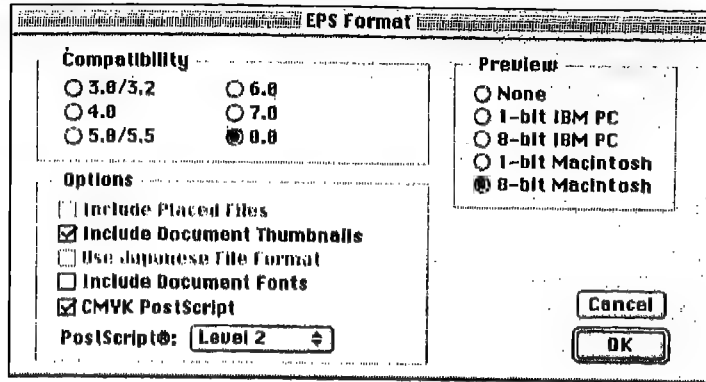 EPS Format
Compatibility
3.0/3.2
4.0
5.0/5.5
6.0
7.0
8.0
Preview
None
1-bit IBM PC
8-bit IBM PC
1-bit Macintosh
8-bit Macintosh
Options
Include Placed Files
Include Document Thumbnails
Use Japanese File Format
Include Document Fonts
CMYK PostScript
PostScript®: Level 2
Cancel
OK